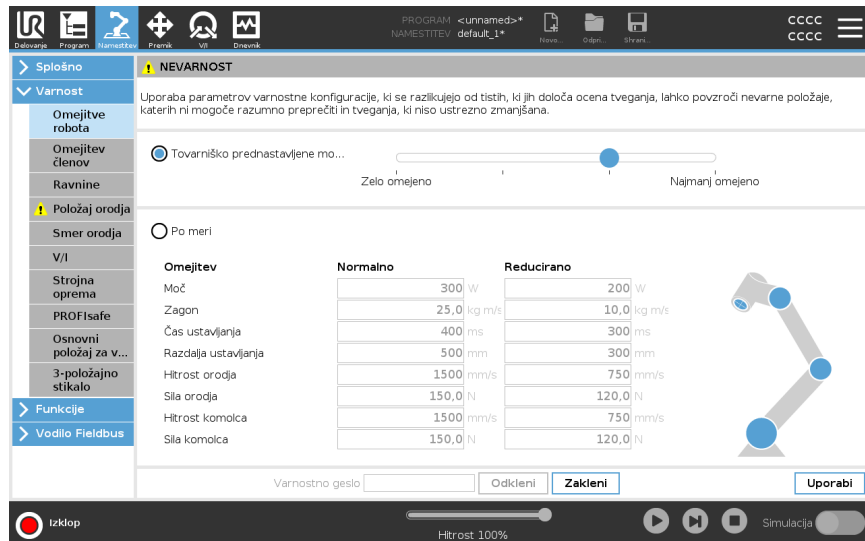 UR
PROGRAM <unnamed>*
NAMESTITEV default_1*
cccc
cccc
Delovanje Program Namestitev Premik V/I Dnevnik Novo... Odpri... Shrani...
Splošno
Varnost
Omejitve
robota
Omejitev
členov
Ravnine
Položaj orodja
Smer orodja
V/I
Strojna
oprema
PROFIsafe
Osnovni
položaj za v...
3-položajno
stikalo
Funkcije
Vodilo Fieldbus
NEVARNOST
Uporaba parametrov varnostne konfiguracije, ki se razlikujejo od tistih, ki jih določa ocena tveganja, lahko povzroči nevarne položaje,
katerih ni mogoče razumno preprečiti in tveganja, ki niso ustrezno zmanjšana.
Tovarniško prednastavljene mo...
Zelo omejeno Najmanj omejeno
Po meri
Omejitev Normalno Reducirano
Moč 300 W 200 W
Zagon 25,0 kg m/s 10,0 kg m/s
Čas ustavljanja 400 ms 300 ms
Razdalja ustavljanja 500 mm 300 mm
Hitrost orodja 1500 mm/s 750 mm/s
Sila orodja 150,0 N 120,0 N
Hitrost komolca 1500 mm/s 750 mm/s
Sila komolca 150,0 N 120,0 N
Varnostno geslo Odkleni Zakleni Uporabi
Izklop
Hitrost 100%
Simulacija